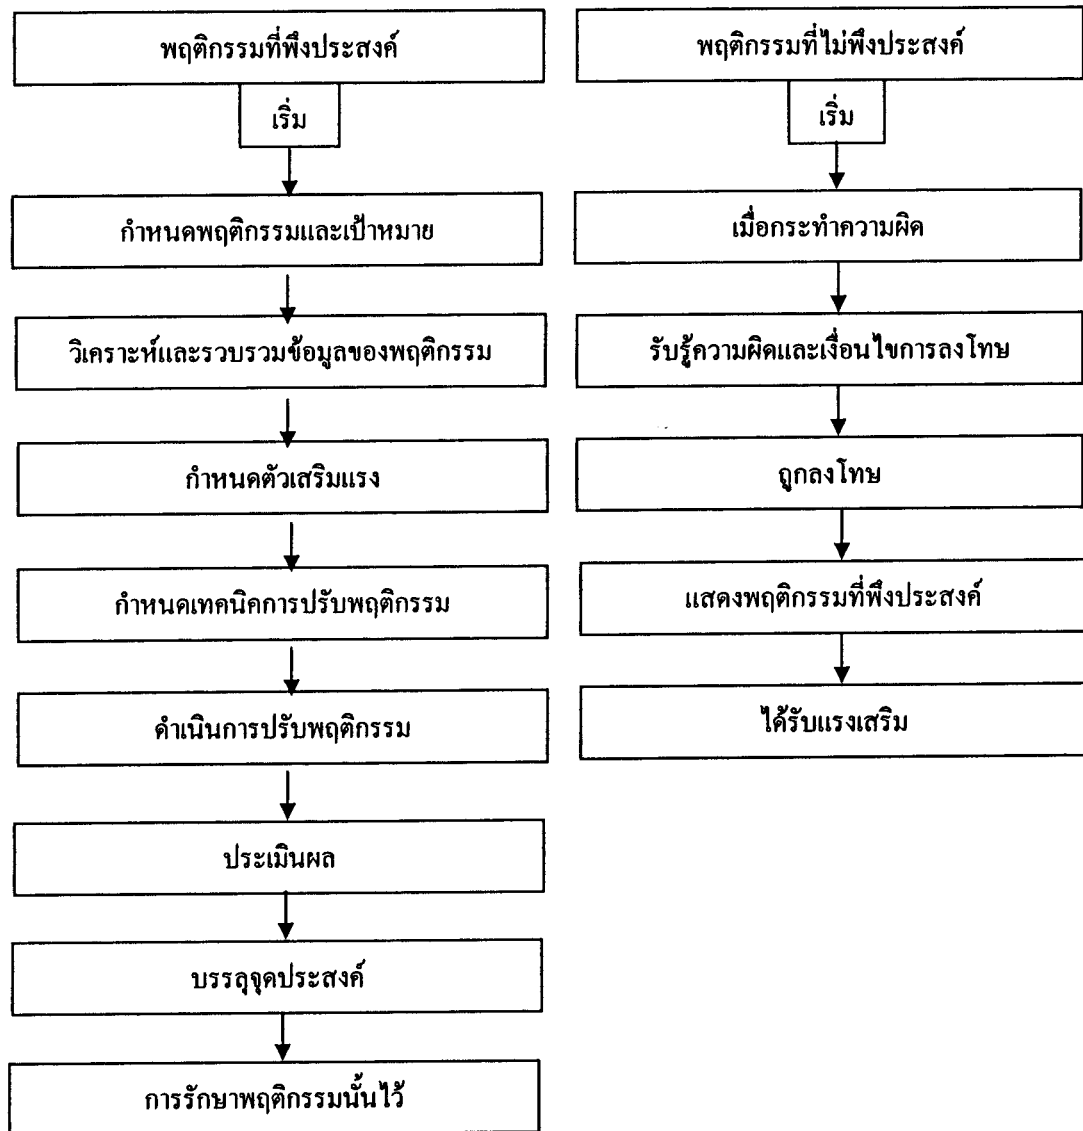 พฤติกรรมที่พึงประสงค์
เริ่ม
กำหนดพฤติกรรมและเป้าหมาย
วิเคราะห์และรวบรวมข้อมูลของพฤติกรรม
กำหนดตัวเสริมแรง
กำหนดเทคนิคการปรับพฤติกรรม
ดำเนินการปรับพฤติกรรม
ประเมินผล
บรรลุจุดประสงค์
การรักษาพฤติกรรมนั้นไว้
พฤติกรรมที่ไม่พึงประสงค์
เริ่ม
เมื่อกระทำความผิด
รับรู้ความผิดและเงื่อนไขการลงโทษ
ถูกลงโทษ
แสดงพฤติกรรมที่พึงประสงค์
ได้รับแรงเสริม